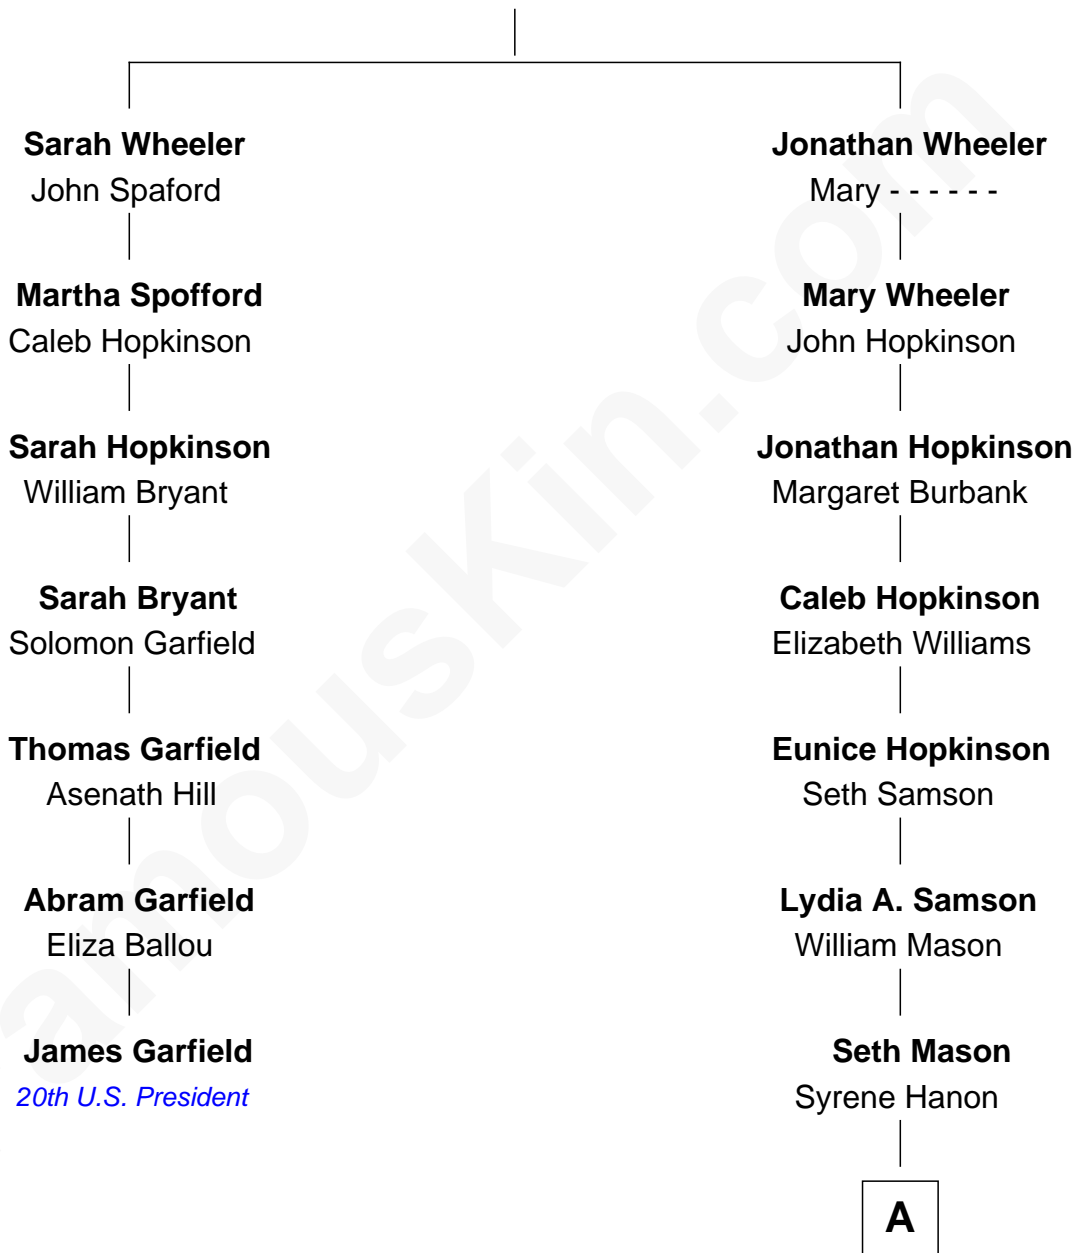 Sarah Wheeler
John Spaford
Martha Spofford
Caleb Hopkinson
Sarah Hopkinson
William Bryant
Sarah Bryant
Solomon Garfield
Thomas Garfield
Asenath Hill
Abram Garfield
Eliza Ballou
James Garfield
20th U.S. President
Jonathan Wheeler
Mary - - - - - -
Mary Wheeler
John Hopkinson
Jonathan Hopkinson
Margaret Burbank
Caleb Hopkinson
Elizabeth Williams
Eunice Hopkinson
Seth Samson
Lydia A. Samson
William Mason
Seth Mason
Syrene Hanon
A
amouskin.com